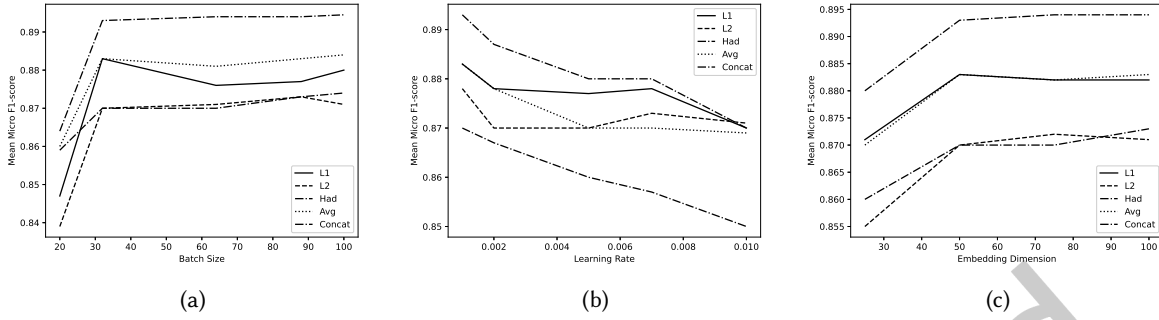 Mean Micro F1-score
0.89
0.88
0.87
0.86
0.85
0.84
L1
L2
Had
Avg
Concat
20 30 40 50 60 70 80 90 100
Batch Size
(a)
Mean Micro F1-score
0.89
0.88
0.87
0.86
0.85
L1
L2
Had
Avg
Concat
0.002 0.004 0.006 0.008 0.010
Learning Rate
(b)
Mean Micro F1-score
0.895
0.890
0.885
0.880
0.875
0.870
0.865
0.860
0.855
L1
L2
Had
Avg
Concat
30 40 50 60 70 80 90 100
Embedding Dimension
(c)